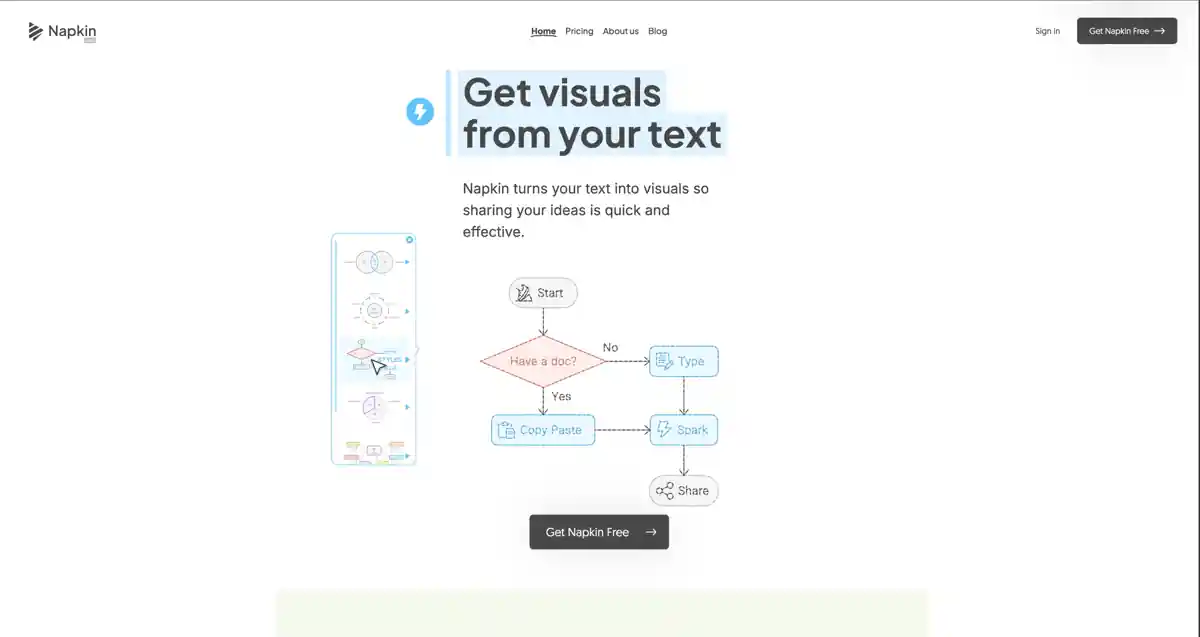 Napkin
Home Pricing About us Blog
Sign in
Get Napkin Free
Get visuals
from your text
Napkin turns your text into visuals so
sharing your ideas is quick and
effective.
STYLES
Start
Have a doc?
No
Type
Yes
Copy Paste
Spark
Share
Get Napkin Free